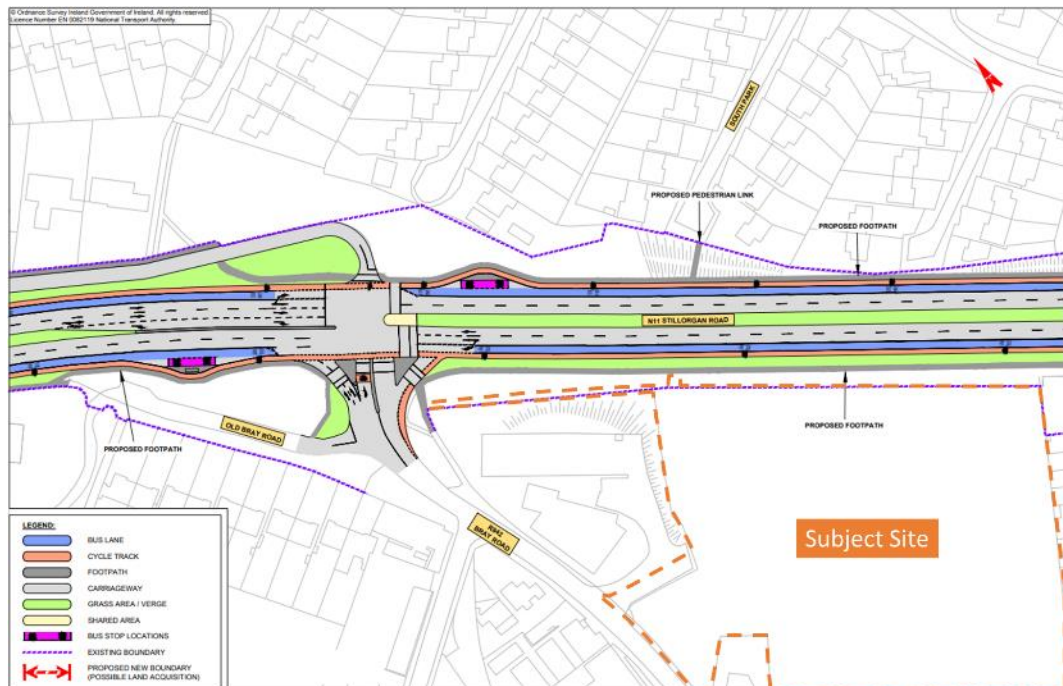 © Ordnance Survey Ireland Government of Ireland. All rights reserved.
Licence Number EN 0082119 National Transport Authority.
SOUTH PARK
PROPOSED PEDESTRIAN LINK
PROPOSED FOOTPATH
N11 STILLORGAN ROAD
OLD BRAY ROAD
PROPOSED FOOTPATH
PROPOSED FOOTPATH
R842
BRAY ROAD
Subject Site
LEGEND:
BUS LANE
CYCLE TRACK
FOOTPATH
CARRIAGEWAY
GRASS AREA / VERGE
SHARED AREA
BUS STOP LOCATIONS
EXISTING BOUNDARY
PROPOSED NEW BOUNDARY
(POSSIBLE LAND ACQUISITION)